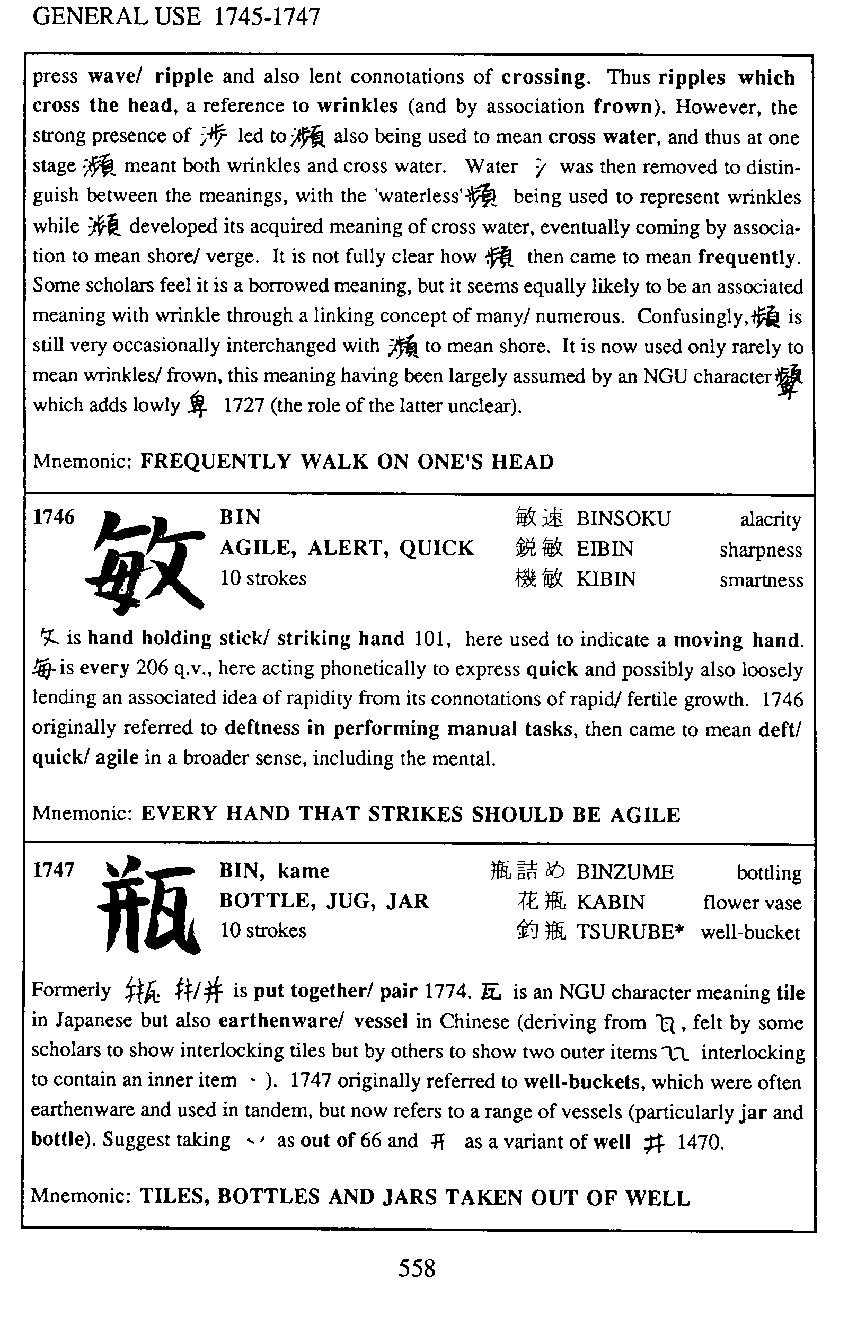 GENERAL USE 1745-1747
press wave/ ripple and also lent connotations of crossing. Thus ripples which
cross the head, a reference to wrinkles (and by association frown). However, the
strong presence of 渉 led to 瀕 also being used to mean cross water, and thus at one
stage 瀕 meant both wrinkles and cross water. Water 氵 was then removed to distin-
guish between the meanings, with the 'waterless' 頻 being used to represent wrinkles
while 瀕 developed its acquired meaning of cross water, eventually coming by associa-
tion to mean shore/ verge. It is not fully clear how 頻 then came to mean frequently.
Some scholars feel it is a borrowed meaning, but it seems equally likely to be an associated
meaning with wrinkle through a linking concept of many/ numerous. Confusingly, 頻 is
still very occasionally interchanged with 瀕 to mean shore. It is now used only rarely to
mean wrinkles/ frown, this meaning having been largely assumed by an NGU character 顰
which adds lowly 卑 1727 (the role of the latter unclear).
Mnemonic: FREQUENTLY WALK ON ONE'S HEAD
1746 敏 BIN 敏速 BINSOKU alacrity
AGILE, ALERT, QUICK 鋭敏 EIBIN sharpness
10 strokes 機敏 KIBIN smartness
攵 is hand holding stick/ striking hand 101, here used to indicate a moving hand.
毎 is every 206 q.v., here acting phonetically to express quick and possibly also loosely
lending an associated idea of rapidity from its connotations of rapid/ fertile growth. 1746
originally referred to deftness in performing manual tasks, then came to mean deft/
quick/ agile in a broader sense, including the mental.
Mnemonic: EVERY HAND THAT STRIKES SHOULD BE AGILE
1747 瓶 BIN, kame 瓶詰め BINZUME bottling
BOTTLE, JUG, JAR 花瓶 KABIN flower vase
10 strokes 釣瓶 TSURUBE* well-bucket
Formerly 甁 幷/并 is put together/ pair 1774. 瓦 is an NGU character meaning tile
in Japanese but also earthenware/ vessel in Chinese (deriving from , felt by some
scholars to show interlocking tiles but by others to show two outer items interlocking
to contain an inner item 丶 ). 1747 originally referred to well-buckets, which were often
earthenware and used in tandem, but now refers to a range of vessels (particularly jar and
bottle). Suggest taking 丷 as out of 66 and 开 as a variant of well 井 1470.
Mnemonic: TILES, BOTTLES AND JARS TAKEN OUT OF WELL
558